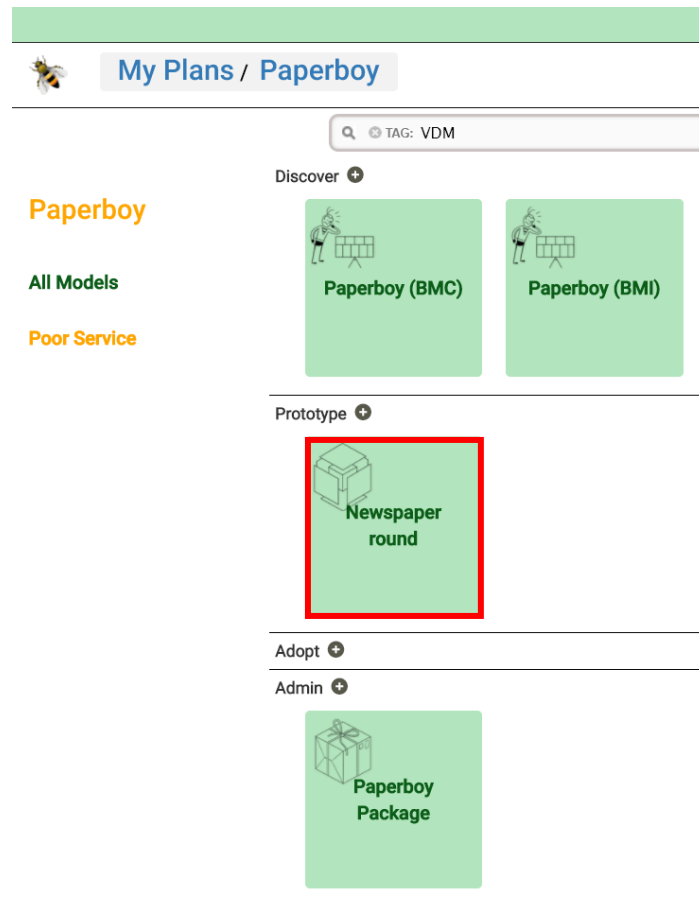 My Plans / Paperboy
TAG: VDM
Discover
Paperboy
Paperboy (BMC)
Paperboy (BMI)
All Models
Poor Service
Prototype
Newspaper
round
Adopt
Admin
Paperboy
Package